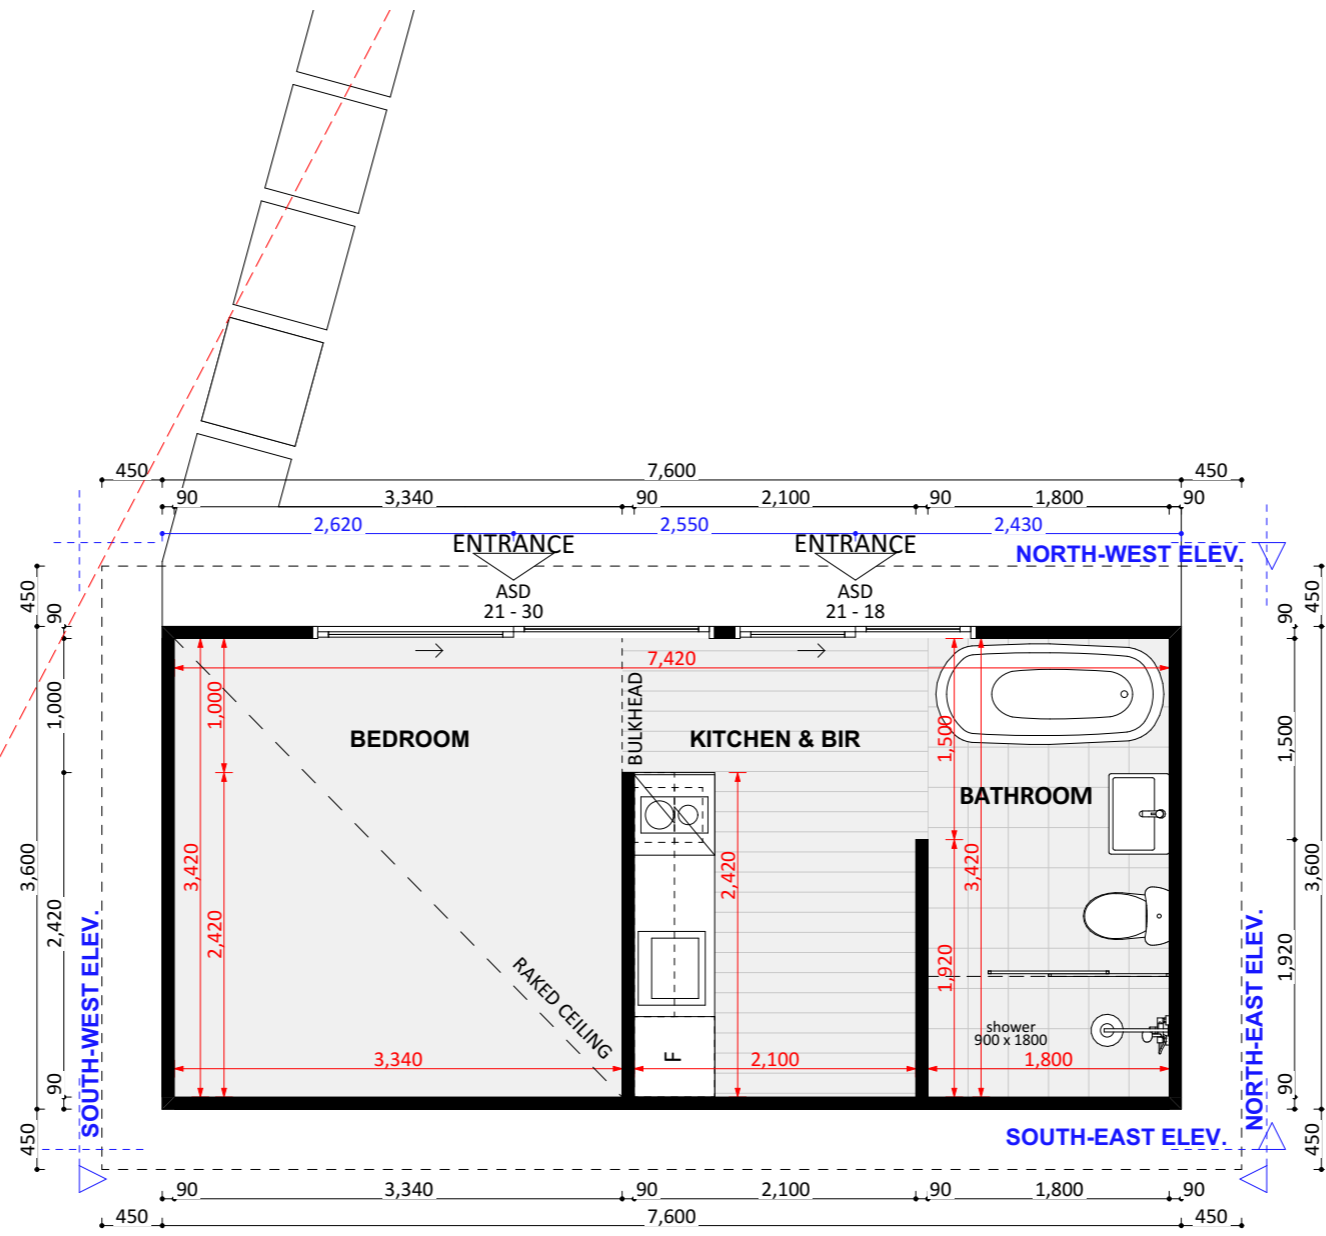 450 7,600 450
90 3,340 90 2,100 90 1,800 90
2,620 2,550 2,430
ENTRANCE ENTRANCE
NORTH-WEST ELEV.
ASD ASD
21 - 30 21 - 18
450 90 90 450
7,420
1,000 1,000 BULKHEAD 1,500 1,500
BEDROOM KITCHEN & BIR
BATHROOM
3,600 3,420 2,420 3,420 3,600
2,420 2,420 1,920 1,920
SOUTH-WEST ELEV. RAKED CEILING NORTH-EAST ELEV.
shower
900 x 1800
F
3,340 2,100 1,800
90 90
450 SOUTH-EAST ELEV. 450
90 3,340 90 2,100 90 1,800 90
450 7,600 450